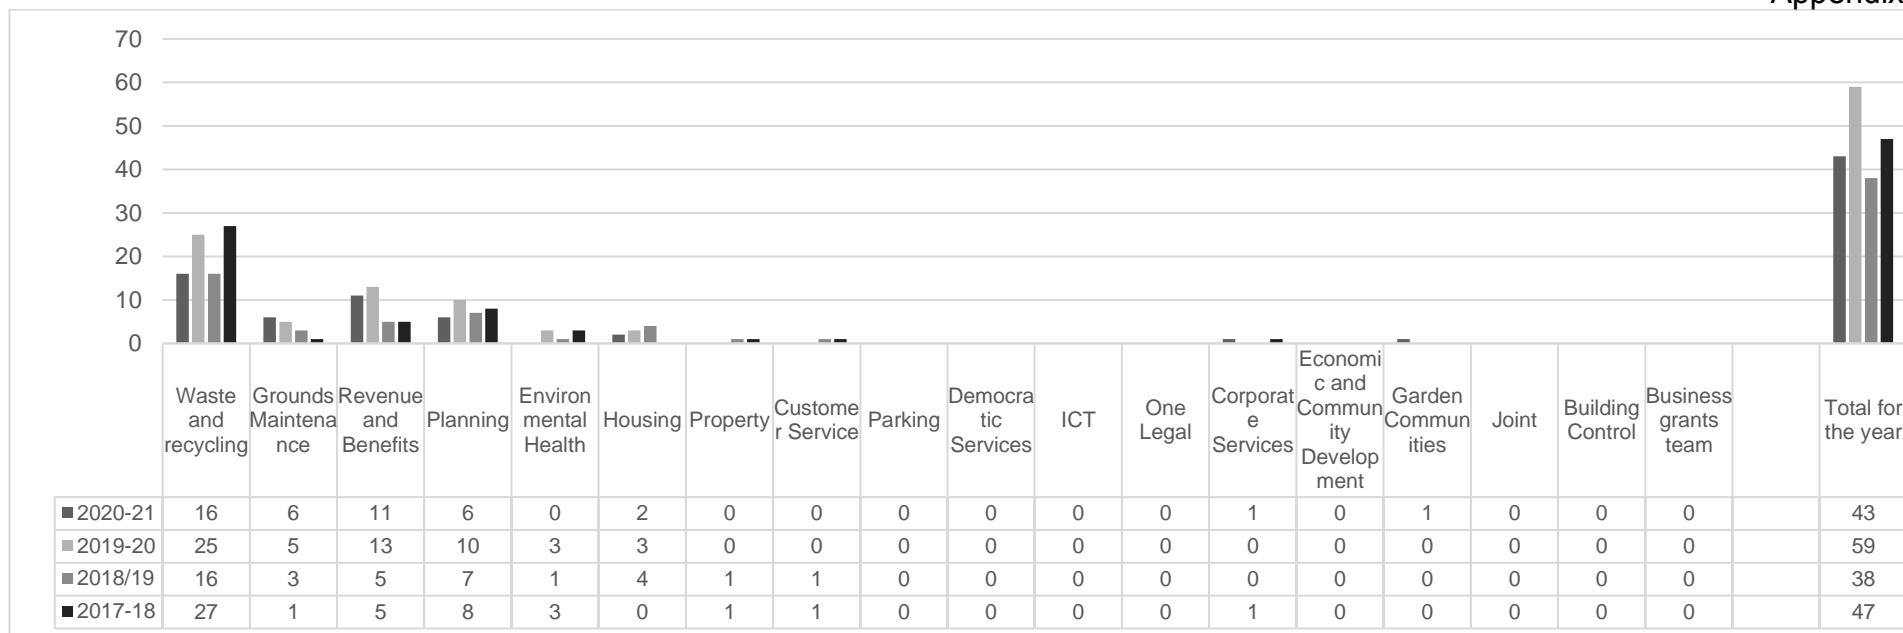 Appendix
70
60
50
40
30
20
10
0
Waste
and
recycling
Grounds
Maintena
nce
Revenue
and
Benefits
Planning
Environ
mental
Health
Housing
Property
Custome
r Service
Parking
Democra
tic
Services
ICT
One
Legal
Corporat
e
Services
Economi
c and
Commun
ity
Develop
ment
Garden
Commun
ities
Joint
Building
Control
Business
grants
team
Total for
the year
2020-21 16 6 11 6 0 2 0 0 0 0 0 0 1 0 1 0 0 0 43
2019-20 25 5 13 10 3 3 0 0 0 0 0 0 0 0 0 0 0 0 59
2018/19 16 3 5 7 1 4 1 1 0 0 0 0 0 0 0 0 0 0 38
2017-18 27 1 5 8 3 0 1 1 0 0 0 0 1 0 0 0 0 0 47